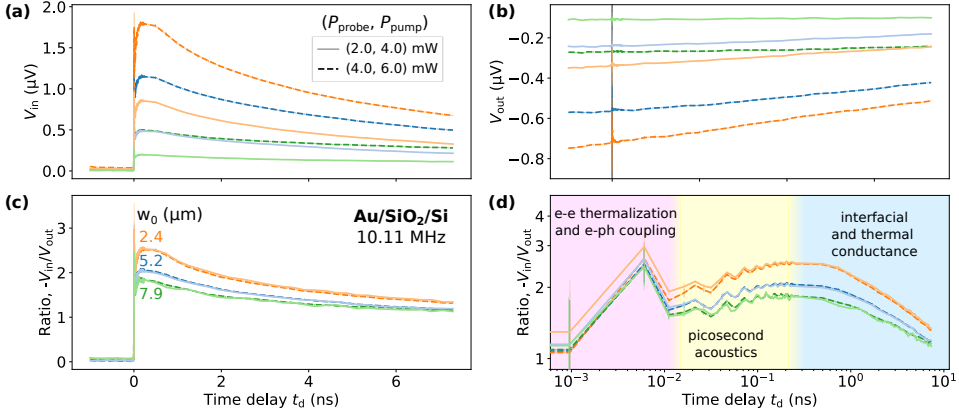 (a)
V_in (µV)
2.0
1.5
1.0
0.5
0.0
(P_probe, P_pump)
(2.0, 4.0) mW
(4.0, 6.0) mW
(b)
V_out (µV)
−0.2
−0.4
−0.6
−0.8
(c)
Ratio, -V_in/V_out
3
2
1
0
w_0 (µm)
2.4
5.2
7.9
Au/SiO_2/Si
10.11 MHz
0
2
4
6
Time delay t_d (ns)
(d)
Ratio, -V_in/V_out
4
3
2
1
e-e thermalization
and e-ph coupling
picosecond
acoustics
interfacial
and thermal
conductance
10^−3
10^−2
10^−1
10^0
10^1
Time delay t_d (ns)